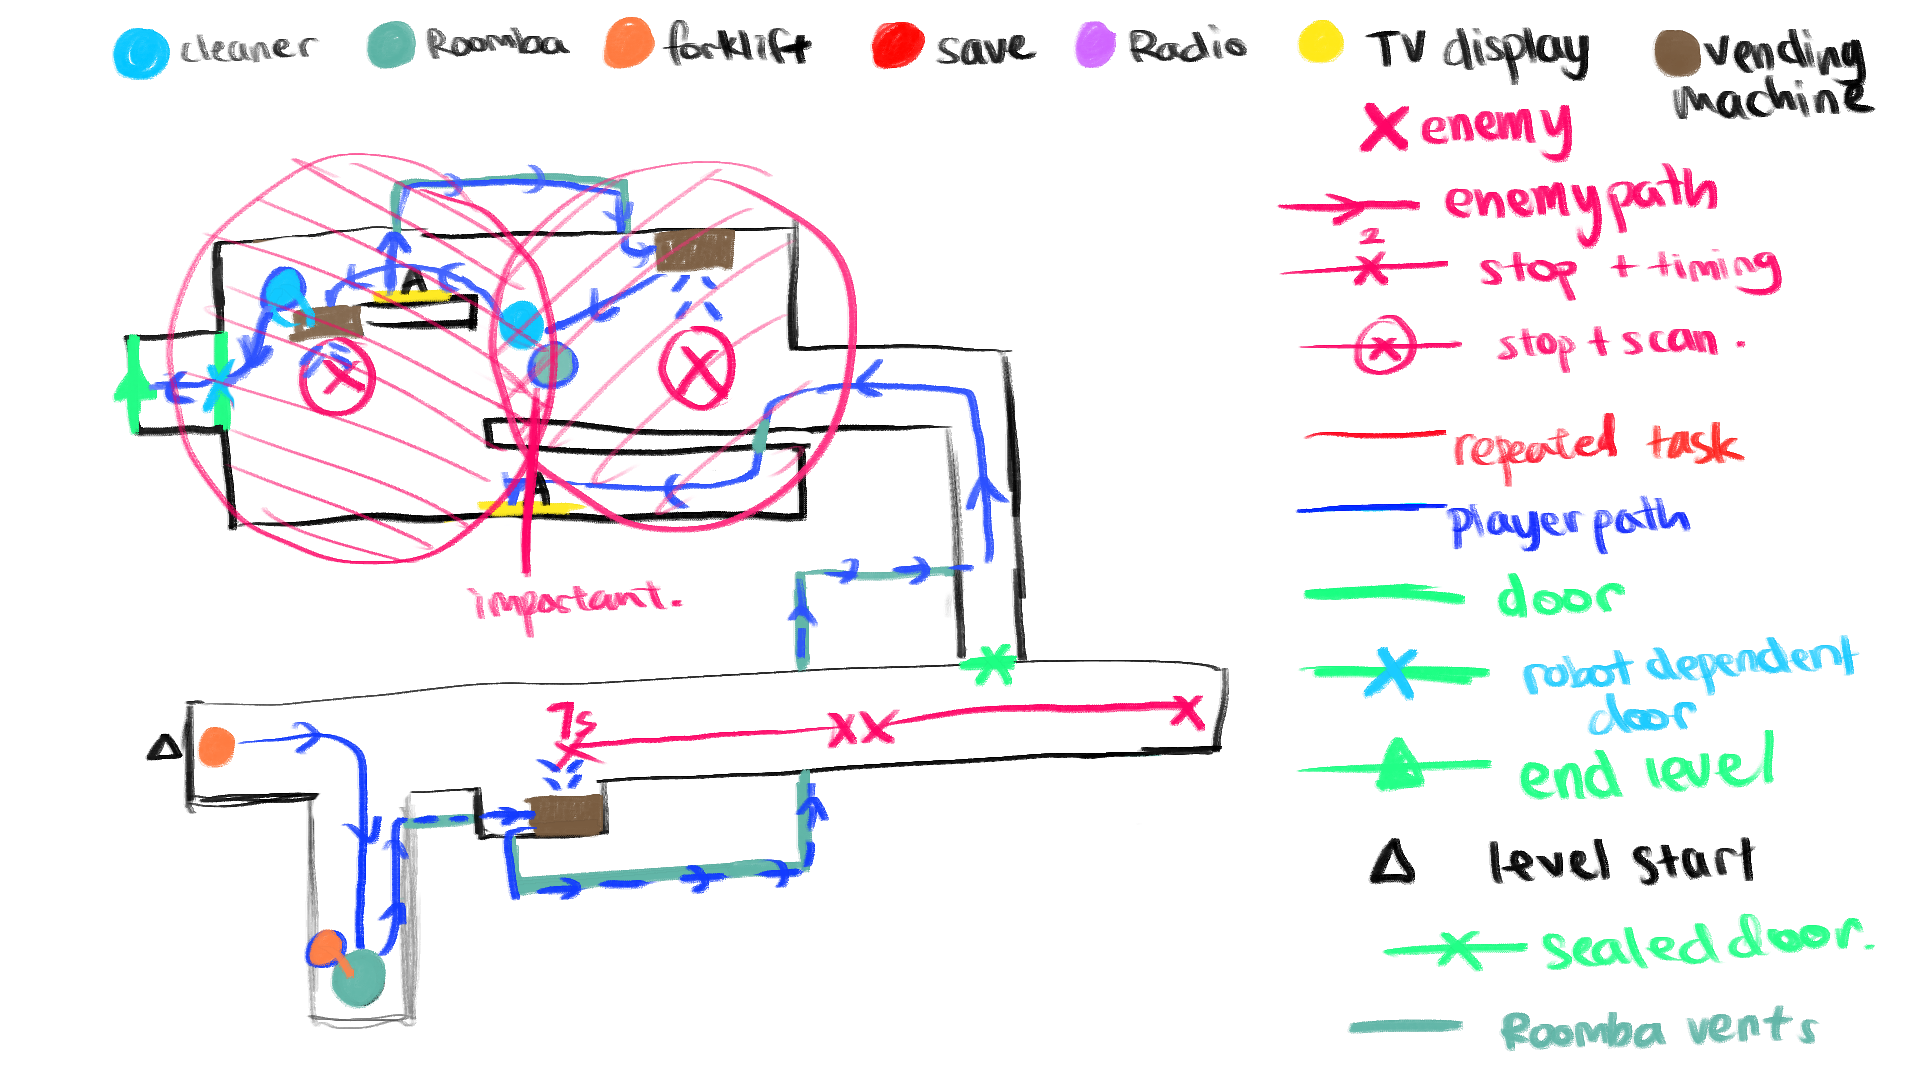 cleaner
Roomba
forklift
save
Radio
TV display
vending
machine
X enemy
enemy path
2
stop + timing
stop + scan.
repeated task
player path
door
robot dependent
door
end level
level start
sealed door.
Roomba vents
important.
7s